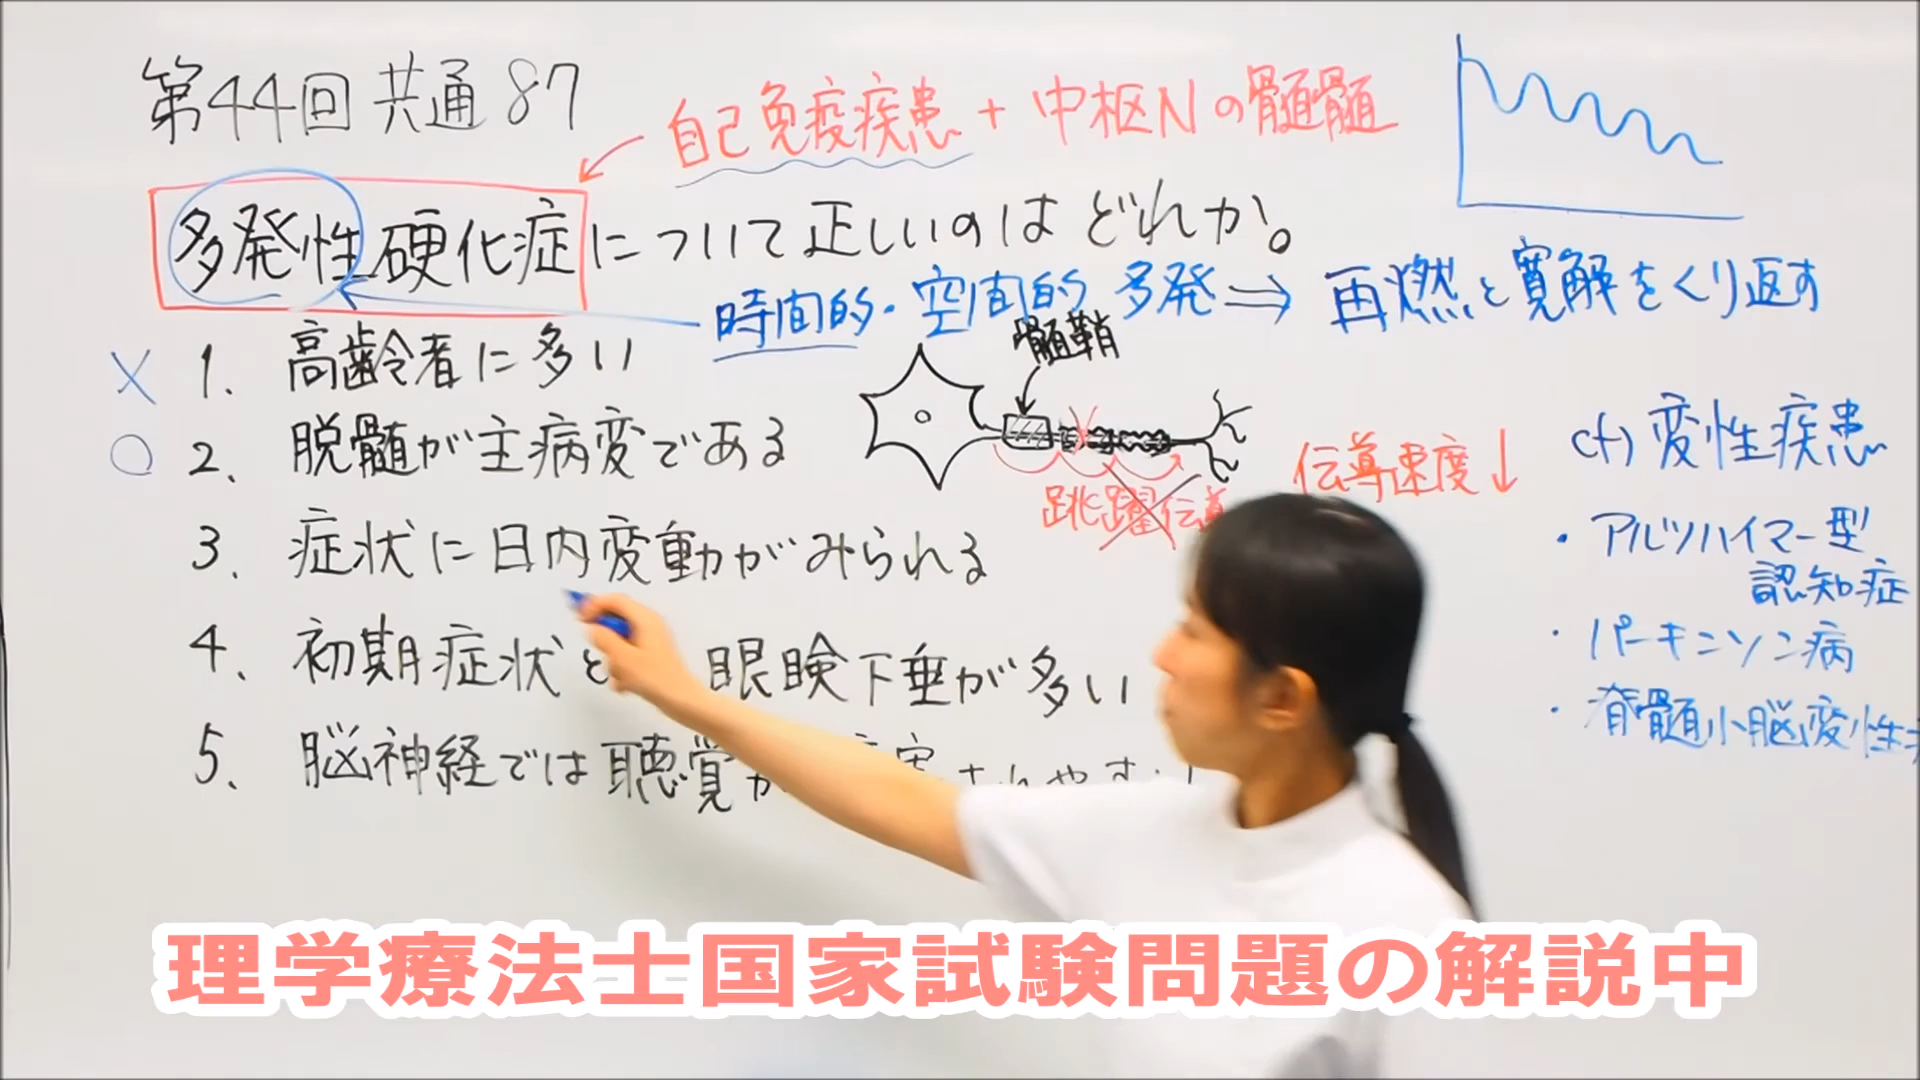 第44回 共通 87
自己免疫疾患 + 中枢Nの髄髄
多発性硬化症について正しいのはどれか。
時間的・空間的 多発 ⇒ 再燃と寛解をくり返す
× 1. 高齢者に多い
○ 2. 脱髄が主病変である
3. 症状に日内変動がみられる
4. 初期症状と 眼瞼下垂が多い
5. 脳神経では聴覚が
髄鞘
跳躍伝導
伝導速度↓
cf) 変性疾患
・アルツハイマー型
認知症
・パーキンソン病
・脊髄小脳変性
理学療法士国家試験問題の解説中